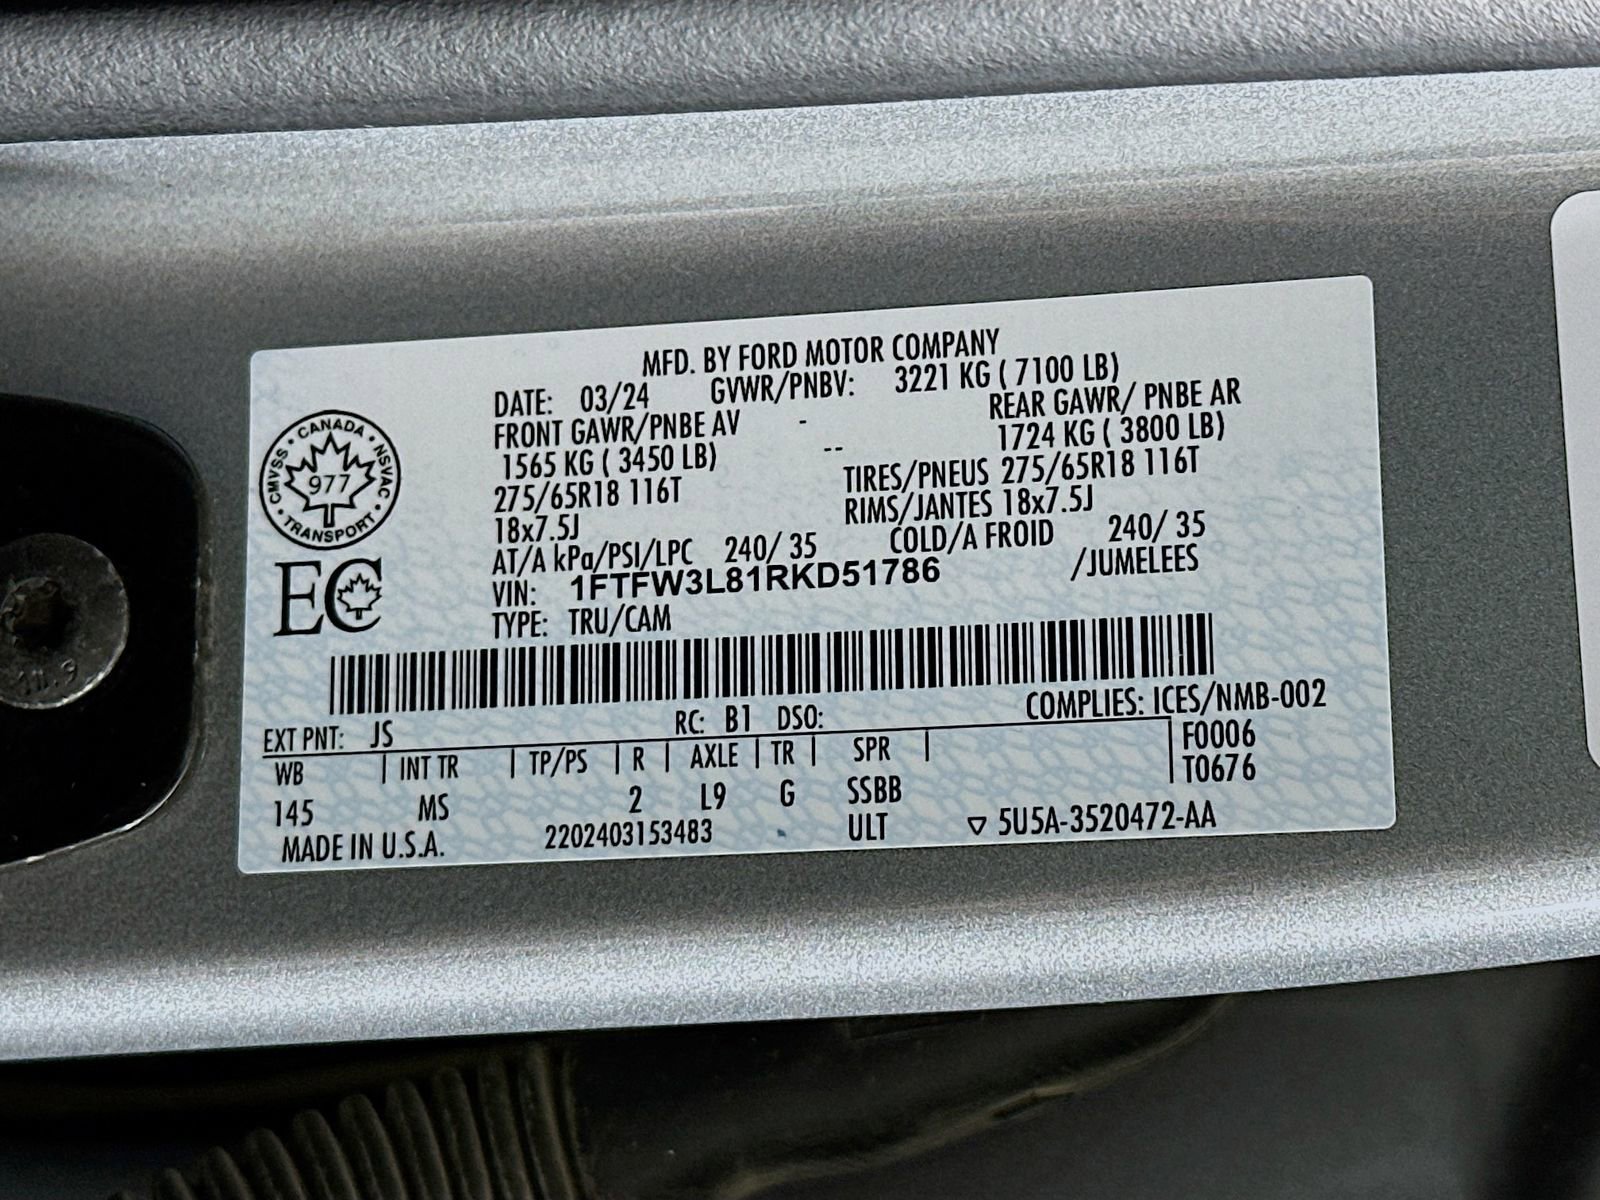 MFD. BY FORD MOTOR COMPANY
DATE: 03/24 GVWR/PNBV: 3221 KG ( 7100 LB)
FRONT GAWR/PNBE AV - REAR GAWR/ PNBE AR
1565 KG ( 3450 LB) -- 1724 KG ( 3800 LB)
275/65R18 116T TIRES/PNEUS 275/65R18 116T
18x7.5J RIMS/JANTES 18x7.5J
AT/A kPa/PSI/LPC 240/ 35 COLD/A FROID 240/ 35
VIN: 1FTFW3L81RKD51786 /JUMELEES
TYPE: TRU/CAM
CANADA
CMVSS 977 NSVAC
TRANSPORT
EC
COMPLIES: ICES/NMB-002
EXT PNT: JS RC: B1 DSO:
WB | INT TR | TP/PS | R | AXLE | TR | SPR | F0006
145 MS 2 L9 G SSBB T0676
MADE IN U.S.A. 2202403153483 ULT ▽ 5U5A-3520472-AA